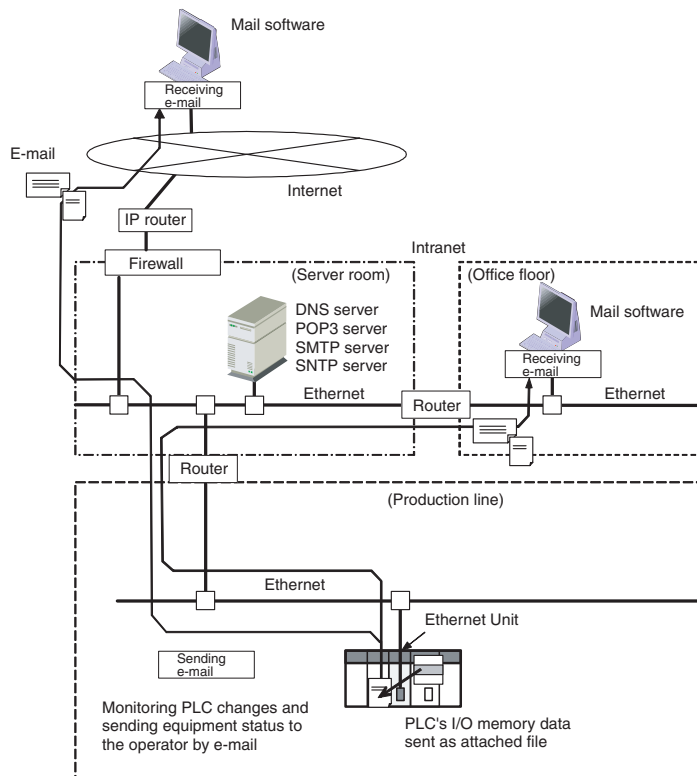 Mail software
Receiving
e-mail
E-mail
Internet
IP router
Intranet
Firewall
(Server room)
(Office floor)
DNS server
POP3 server
SMTP server
SNTP server
Mail software
Receiving
e-mail
Ethernet
Router
Ethernet
Router
(Production line)
Ethernet
Ethernet Unit
Sending
e-mail
Monitoring PLC changes and
sending equipment status to
the operator by e-mail
PLC's I/O memory data
sent as attached file